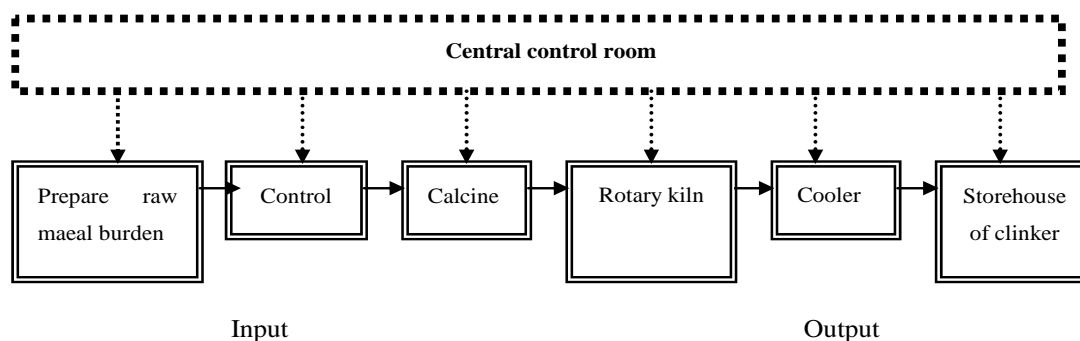 Central control room
Prepare raw
maeal burden
Control
Calcine
Rotary kiln
Cooler
Storehouse
of clinker
Input
Output